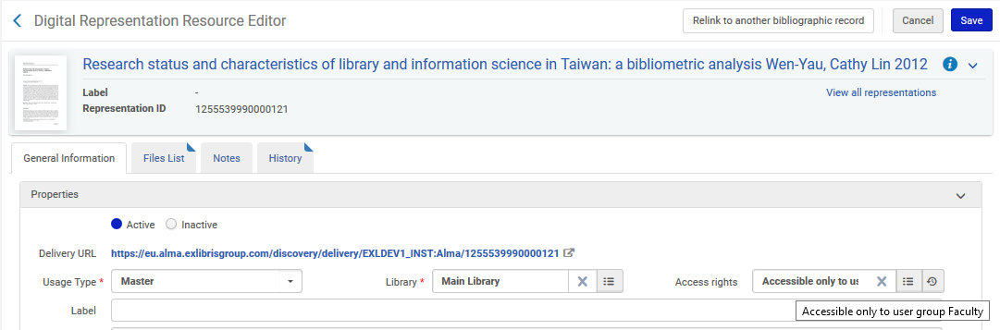 Digital Representation Resource Editor
Relink to another bibliographic record
Cancel
Save
Research status and characteristics of library and information science in Taiwan: a bibliometric analysis Wen-Yau, Cathy Lin 2012
Label -
View all representations
Representation ID 1255539990000121
General Information
Files List
Notes
History
Properties
Active
Inactive
Delivery URL https://eu.alma.exlibrisgroup.com/discovery/delivery/EXLDEV1_INST:Alma/1255539990000121
Usage Type * Master
Library * Main Library
Access rights Accessible only to us
Label
Accessible only to user group Faculty